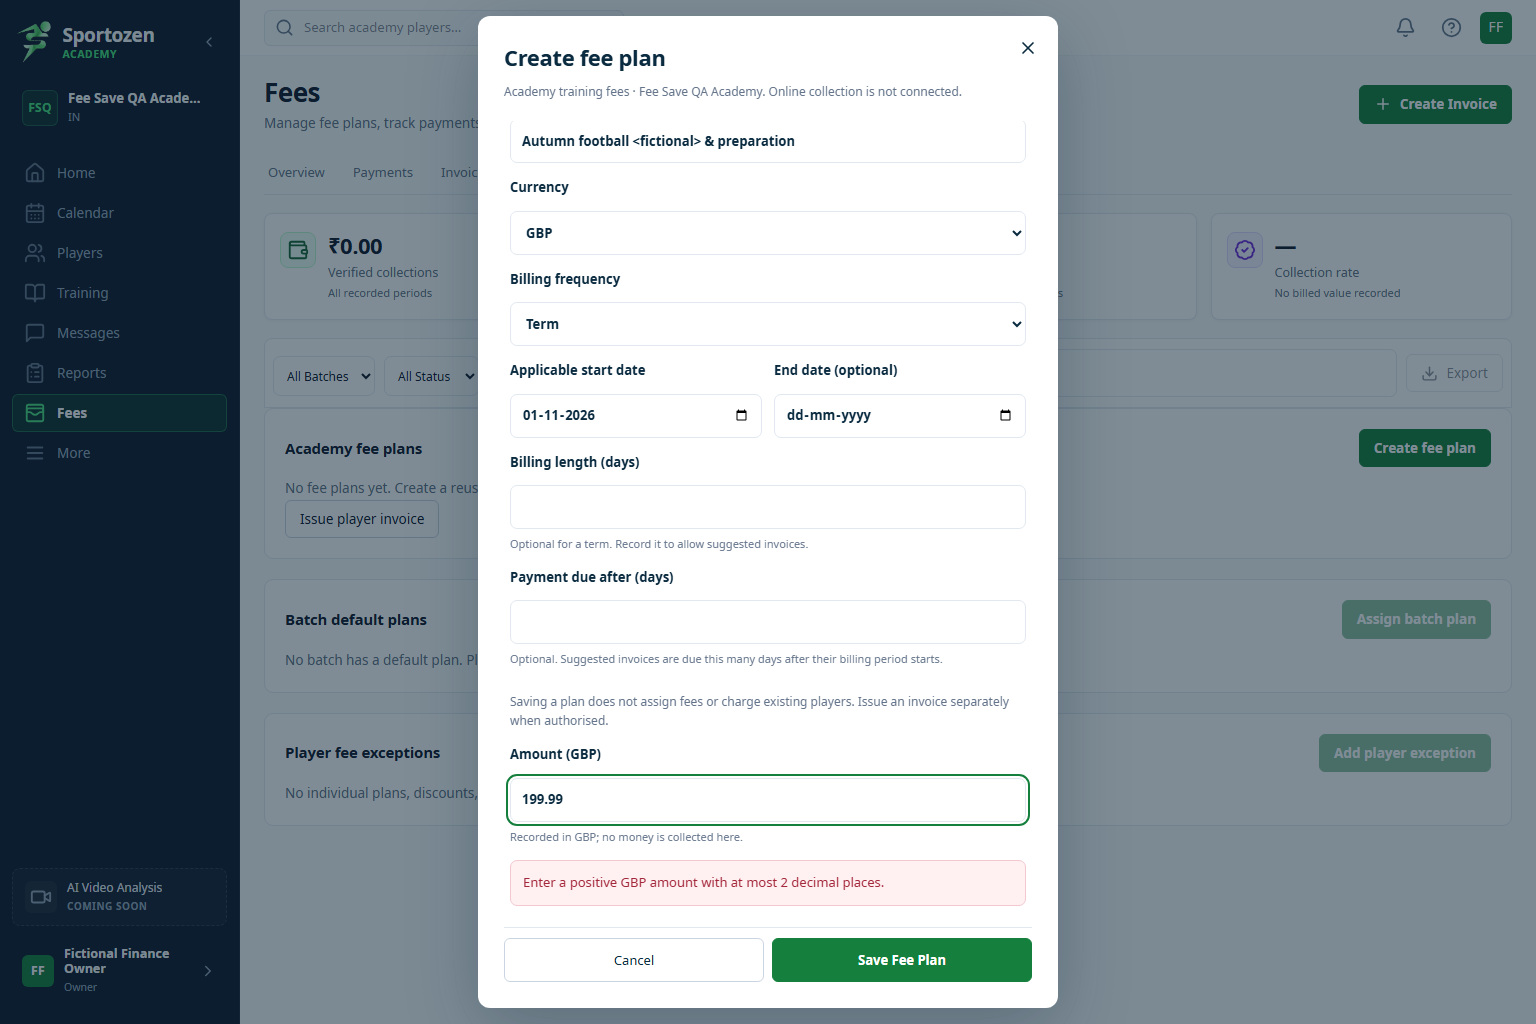 Sportozen
ACADEMY
FSQ
Fee Save QA Acade...
IN
Home
Calendar
Players
Training
Messages
Reports
Fees
More
AI Video Analysis
COMING SOON
FF
Fictional Finance
Owner
Owner
Search academy players...
FF
Fees
Manage fee plans, track payments
Create Invoice
Overview
Payments
₹0.00
Verified collections
All recorded periods
—
Collection rate
No billed value recorded
All Batches
All Status
Export
Academy fee plans
Create fee plan
No fee plans yet. Create a
Issue player invoice
Batch default plans
Assign batch plan
No batch has a default plan.
Player fee exceptions
Add player exception
No individual plans, discounts,
Create fee plan
Academy training fees · Fee Save QA Academy. Online collection is not connected.
Autumn football <fictional> & preparation
Currency
GBP
Billing frequency
Term
Applicable start date
End date (optional)
01-11-2026
dd-mm-yyyy
Billing length (days)
Optional for a term. Record it to allow suggested invoices.
Payment due after (days)
Optional. Suggested invoices are due this many days after their billing period starts.
Saving a plan does not assign fees or charge existing players. Issue an invoice separately
when authorised.
Amount (GBP)
199.99
Recorded in GBP; no money is collected here.
Enter a positive GBP amount with at most 2 decimal places.
Cancel
Save Fee Plan